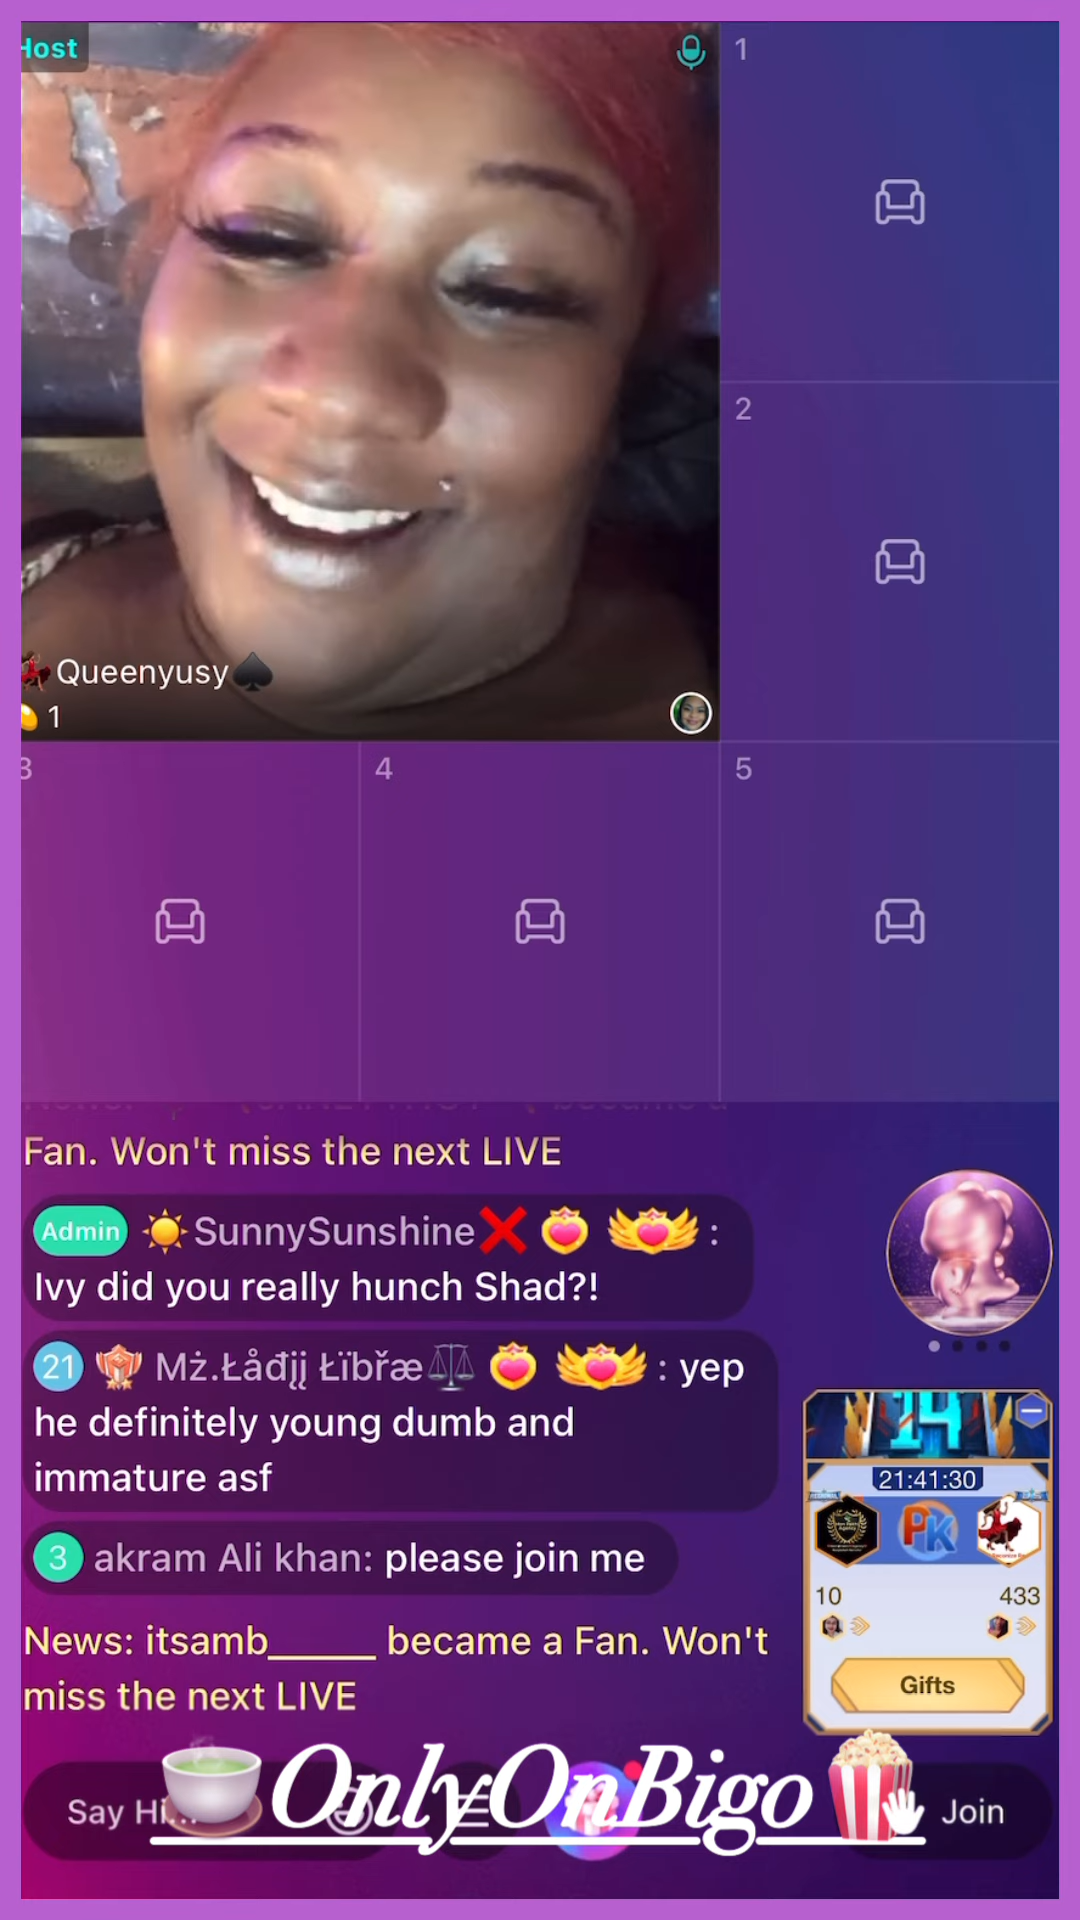 Host
1
2
Queenyusy
1
3
4
5
Fan. Won't miss the next LIVE
Admin ☀️SunnySunshine❌ :
Ivy did you really hunch Shad?!
21 Mż.Łåđjj Łïbřæ⚖️ : yep
he definitely young dumb and
immature asf
3 akram Ali khan: please join me
News: itsamb_____ became a Fan. Won't
miss the next LIVE
14
21:41:30
PK
10 433
Gifts
Say Hi...
🍵OnlyOnBigo🍿
Join